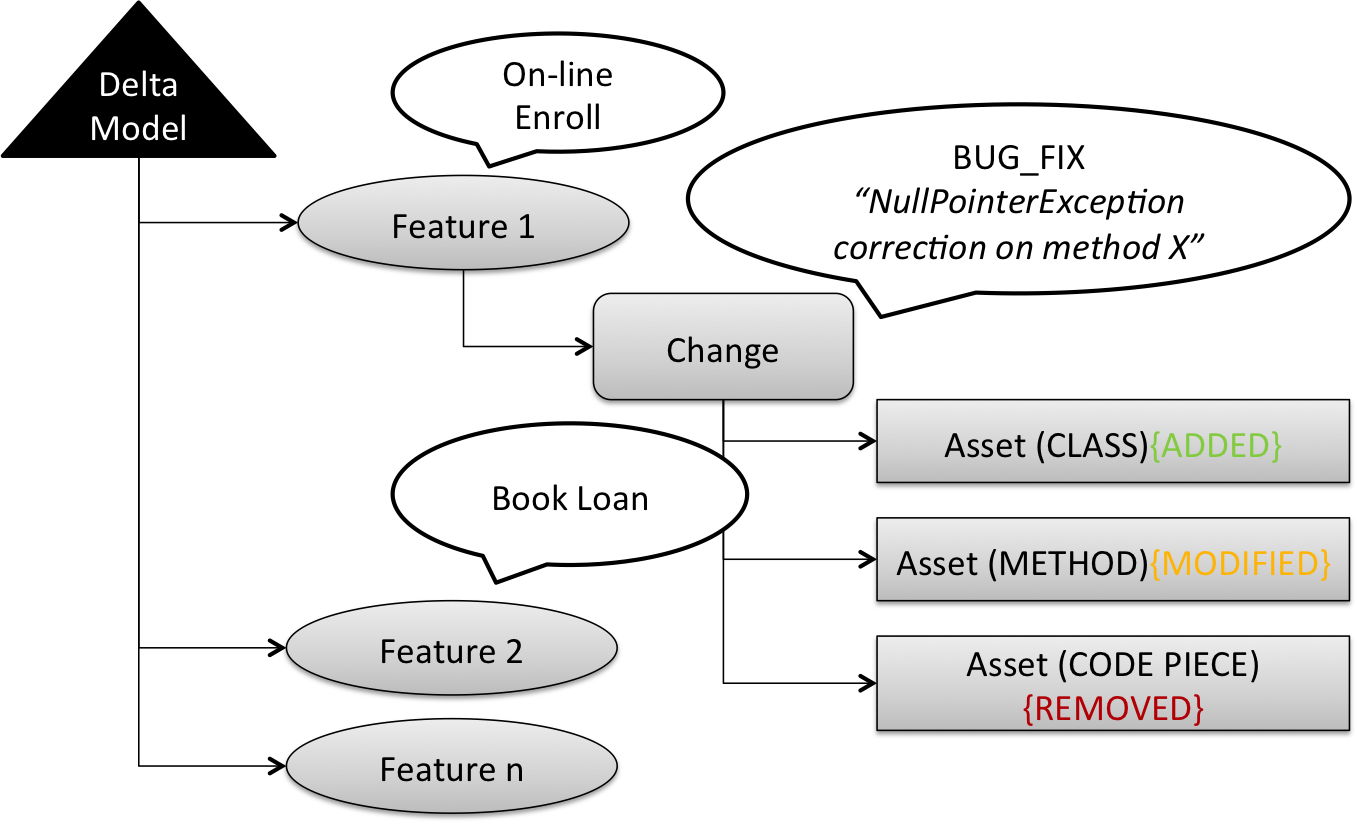 Delta
Model
On-line
Enroll
Feature 1
BUG_FIX
“NullPointerException
correction on method X”
Change
Asset (CLASS){ADDED}
Book Loan
Asset (METHOD){MODIFIED}
Feature 2
Asset (CODE PIECE)
{REMOVED}
Feature n